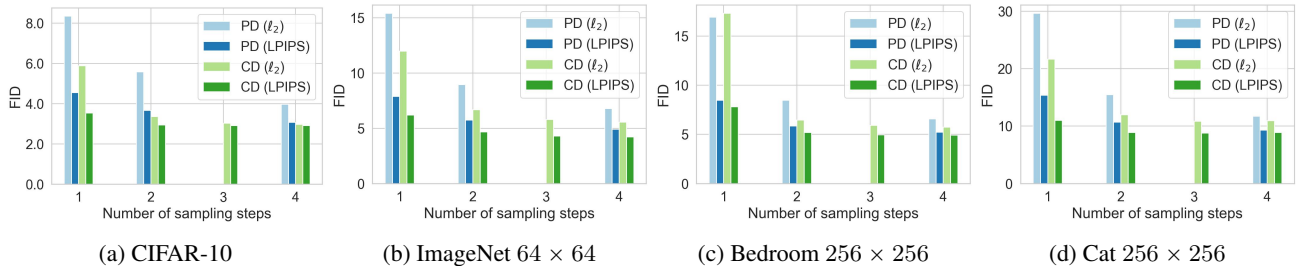 8.0
6.0
4.0
2.0
0.0
FID
PD (ℓ₂)
PD (LPIPS)
CD (ℓ₂)
CD (LPIPS)
1 2 3 4
Number of sampling steps
(a) CIFAR-10
15
10
5
0
FID
PD (ℓ₂)
PD (LPIPS)
CD (ℓ₂)
CD (LPIPS)
1 2 3 4
Number of sampling steps
(b) ImageNet 64 × 64
15
10
5
0
FID
PD (ℓ₂)
PD (LPIPS)
CD (ℓ₂)
CD (LPIPS)
1 2 3 4
Number of sampling steps
(c) Bedroom 256 × 256
30
20
10
0
FID
PD (ℓ₂)
PD (LPIPS)
CD (ℓ₂)
CD (LPIPS)
1 2 3 4
Number of sampling steps
(d) Cat 256 × 256